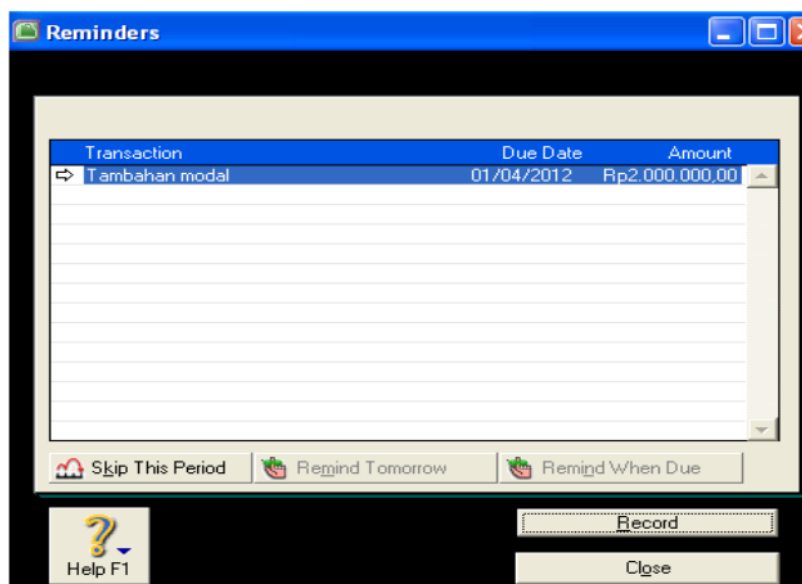 Reminders
Transaction Due Date Amount
Tambahan modal 01/04/2012 Rp2.000.000,00
Skip This Period Remind Tomorrow Remind When Due
Record
Help F1 Close